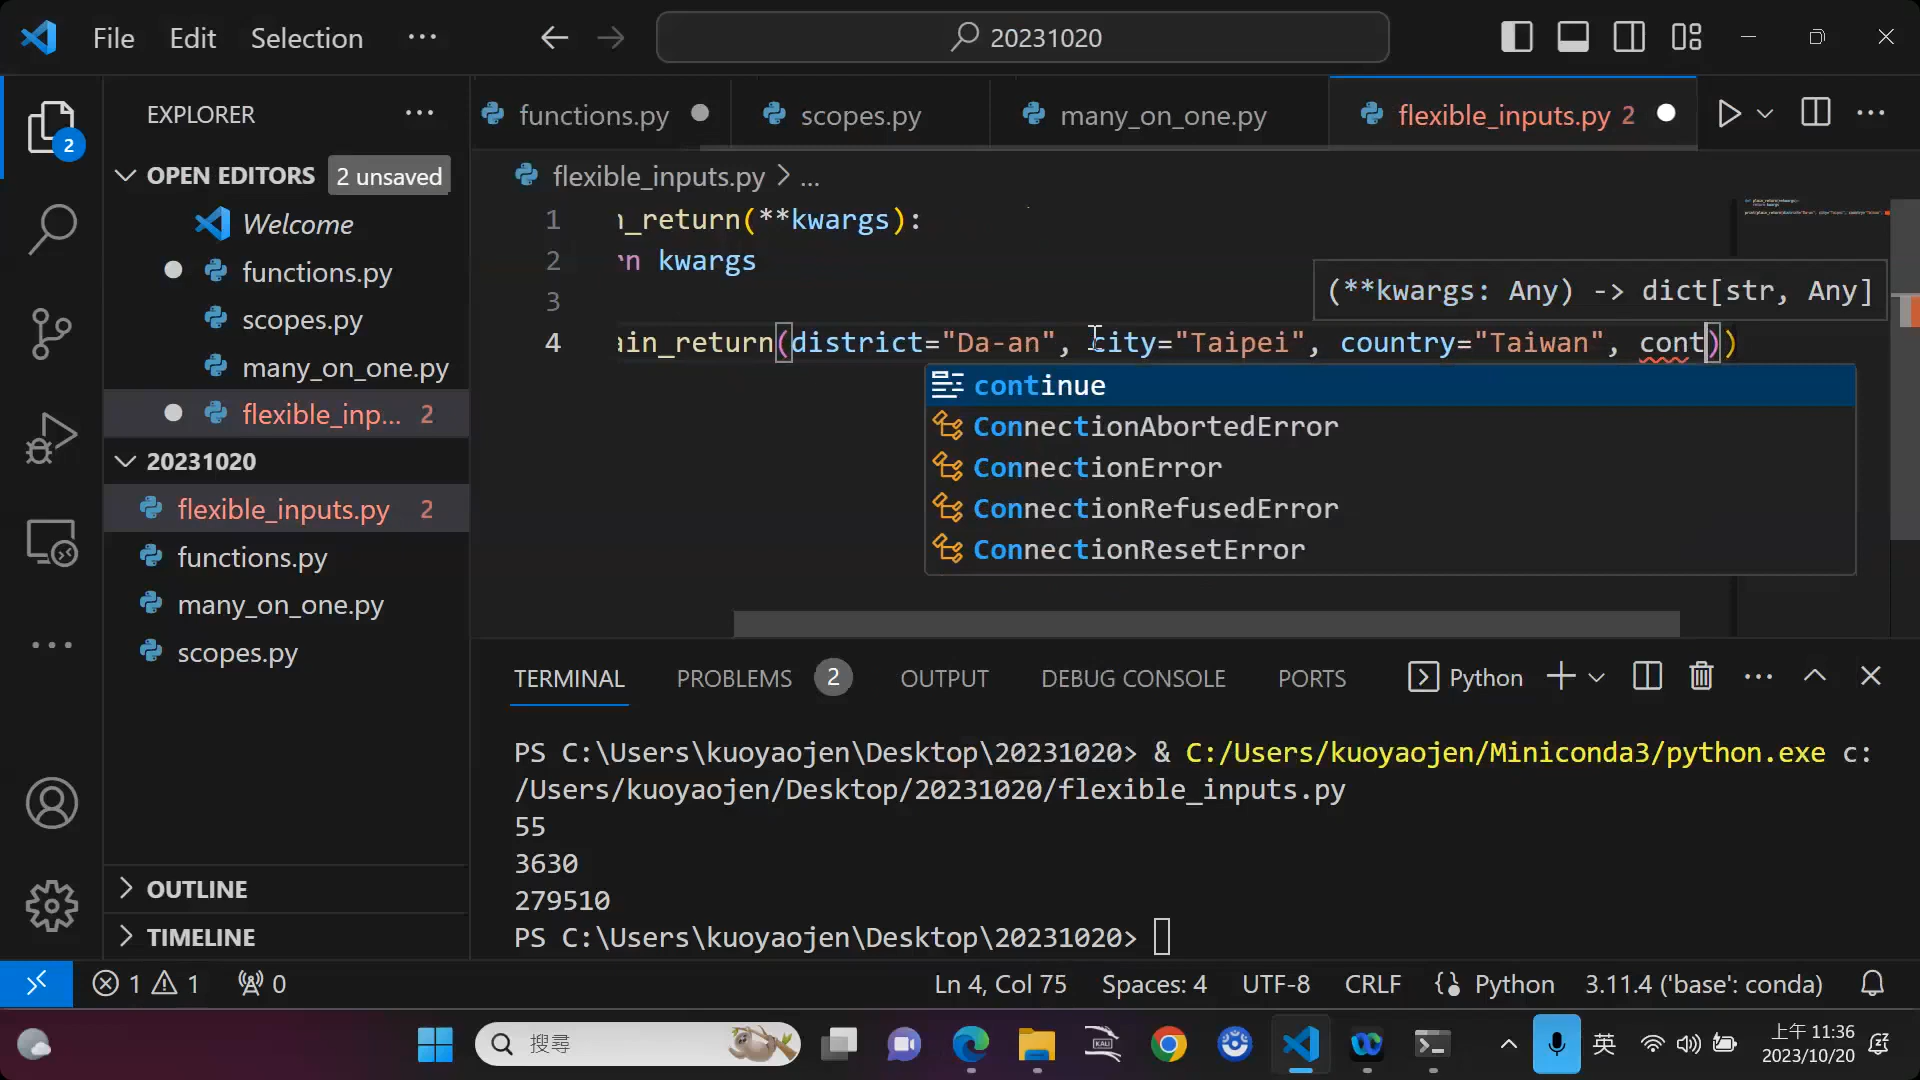 File Edit Selection ··· 20231020
EXPLORER
OPEN EDITORS 2 unsaved
Welcome
functions.py
scopes.py
many_on_one.py
flexible_inp... 2
20231020
flexible_inputs.py 2
functions.py
many_on_one.py
scopes.py
OUTLINE
TIMELINE
2
functions.py scopes.py many_on_one.py flexible_inputs.py 2
flexible_inputs.py > ...
1 n_return(**kwargs):
2 rn kwargs
3
(**kwargs: Any) -> dict[str, Any]
4 ain_return(district="Da-an", city="Taipei", country="Taiwan", cont))
continue
ConnectionAbortedError
ConnectionError
ConnectionRefusedError
ConnectionResetError
TERMINAL PROBLEMS 2 OUTPUT DEBUG CONSOLE PORTS Python
PS C:\Users\kuoyaojen\Desktop\20231020> & C:/Users/kuoyaojen/Miniconda3/python.exe c:
/Users/kuoyaojen/Desktop/20231020/flexible_inputs.py
55
3630
279510
PS C:\Users\kuoyaojen\Desktop\20231020>
1 1 0 Ln 4, Col 75 Spaces: 4 UTF-8 CRLF Python 3.11.4 ('base': conda)
搜尋 KALI 英 上午 11:36
2023/10/20